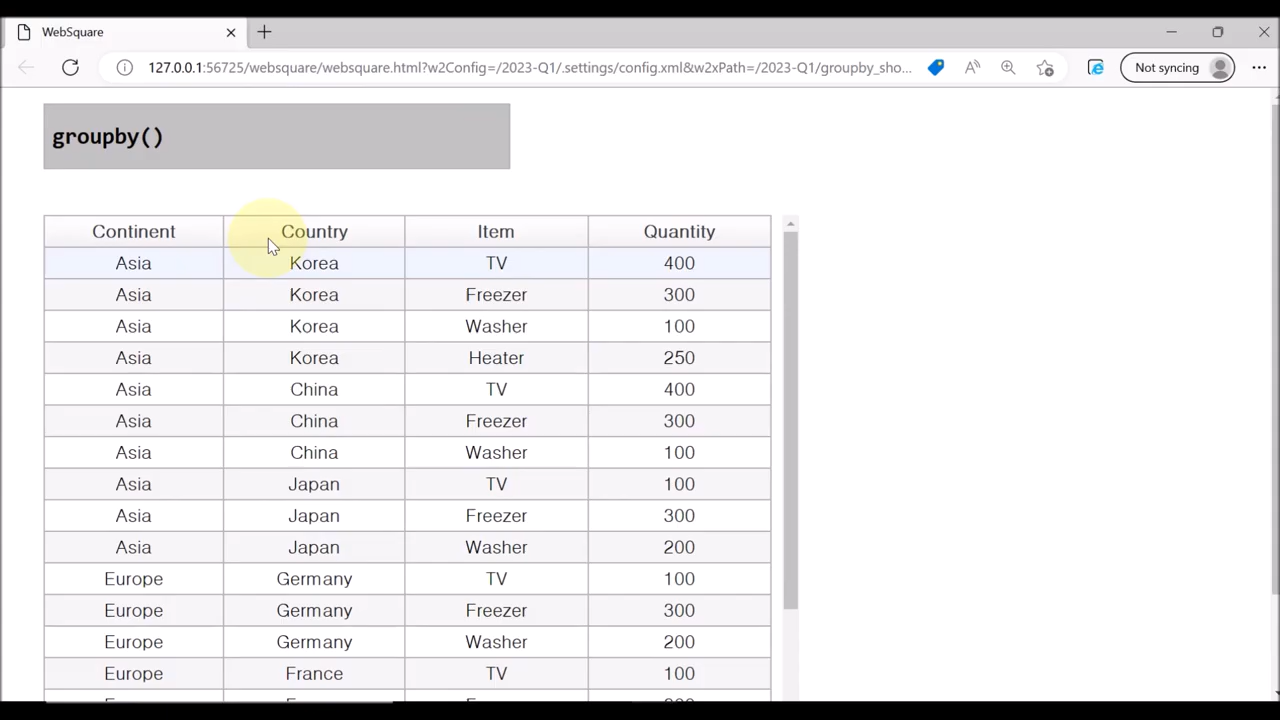 WebSquare
127.0.0.1:56725/websquare/websquare.html?w2Config=/2023-Q1/.settings/config.xml&w2xPath=/2023-Q1/groupby_sho...
Not syncing
groupby()
Continent Country Item Quantity
Asia Korea TV 400
Asia Korea Freezer 300
Asia Korea Washer 100
Asia Korea Heater 250
Asia China TV 400
Asia China Freezer 300
Asia China Washer 100
Asia Japan TV 100
Asia Japan Freezer 300
Asia Japan Washer 200
Europe Germany TV 100
Europe Germany Freezer 300
Europe Germany Washer 200
Europe France TV 100